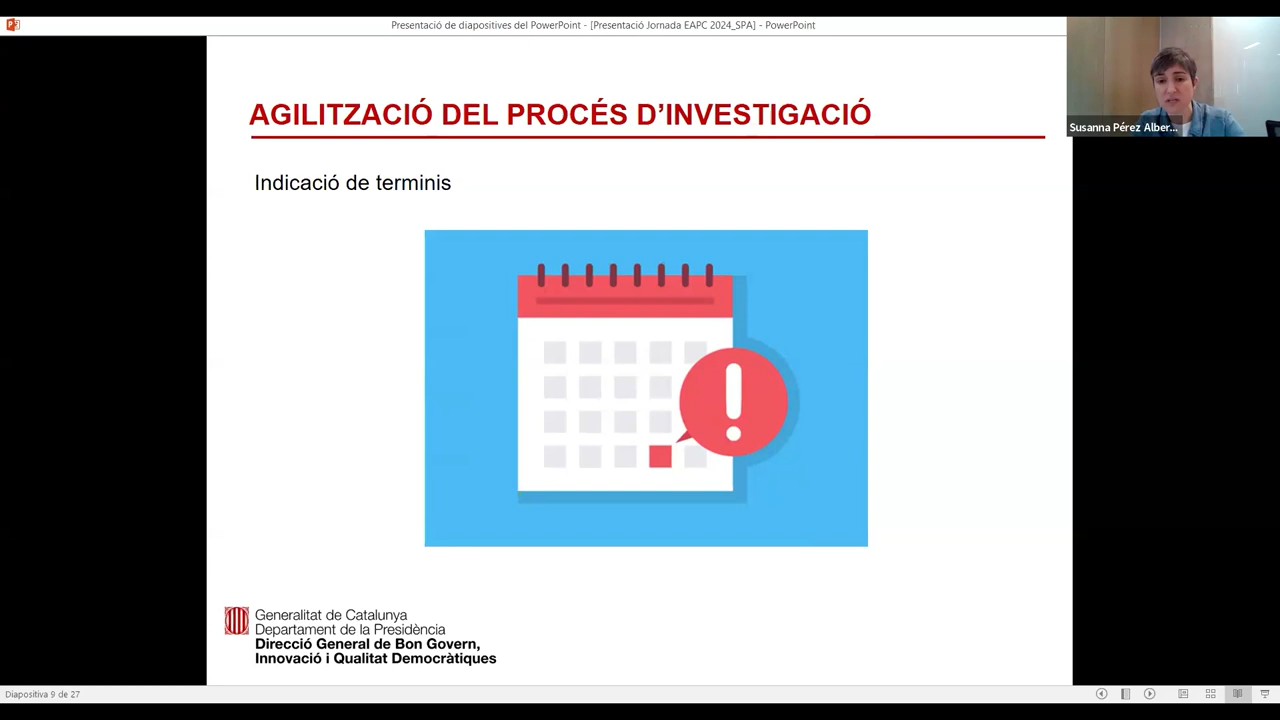 Presentació de diapositives del PowerPoint - [Presentació Jornada EAPC 2024_SPA] - PowerPoint
Susanna Pérez Alber...
AGILITZACIÓ DEL PROCÉS D’INVESTIGACIÓ
Indicació de terminis
Generalitat de Catalunya
Departament de la Presidència
Direcció General de Bon Govern,
Innovació i Qualitat Democràtiques
Diapositiva 9 de 27